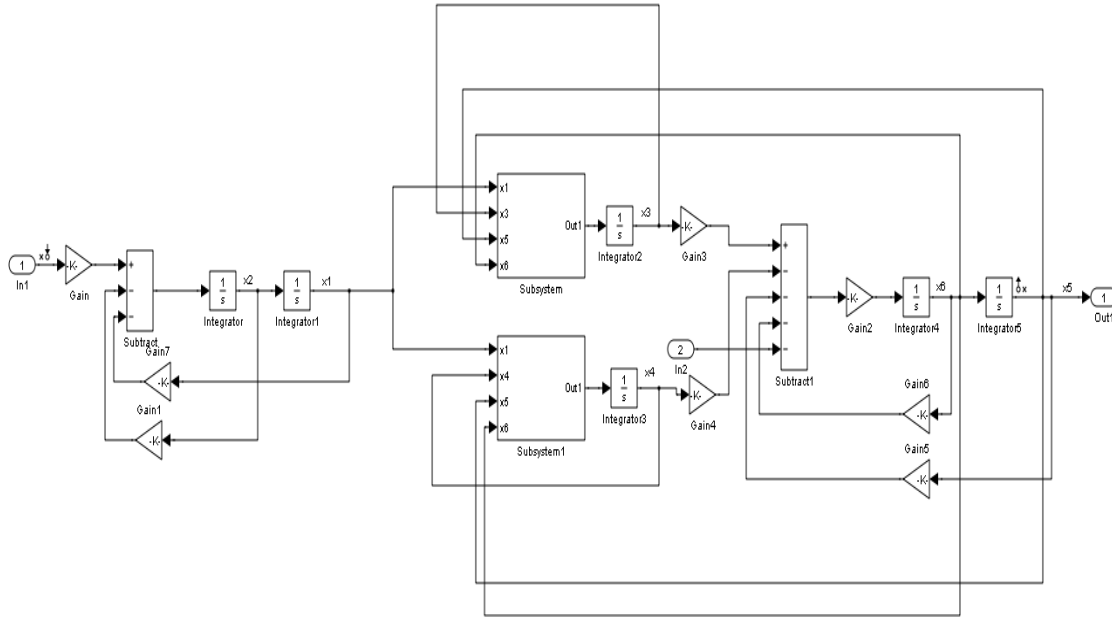 1
In1
x
-K-
Gain
+
−
−
Subtract
1
s
Integrator
x2
1
s
Integrator1
x1
Gain7
-K-
Gain1
-K-
x1
x3
x5
x6
Out1
Subsystem
1
s
Integrator2
x3
-K-
Gain3
x1
x4
x5
x6
Out1
Subsystem1
1
s
Integrator3
x4
-K-
Gain4
2
In2
+
−
−
−
−
Subtract1
-K-
Gain2
1
s
Integrator4
x6
1
s
Integrator5
x
x5
1
Out1
Gain6
-K-
Gain5
-K-